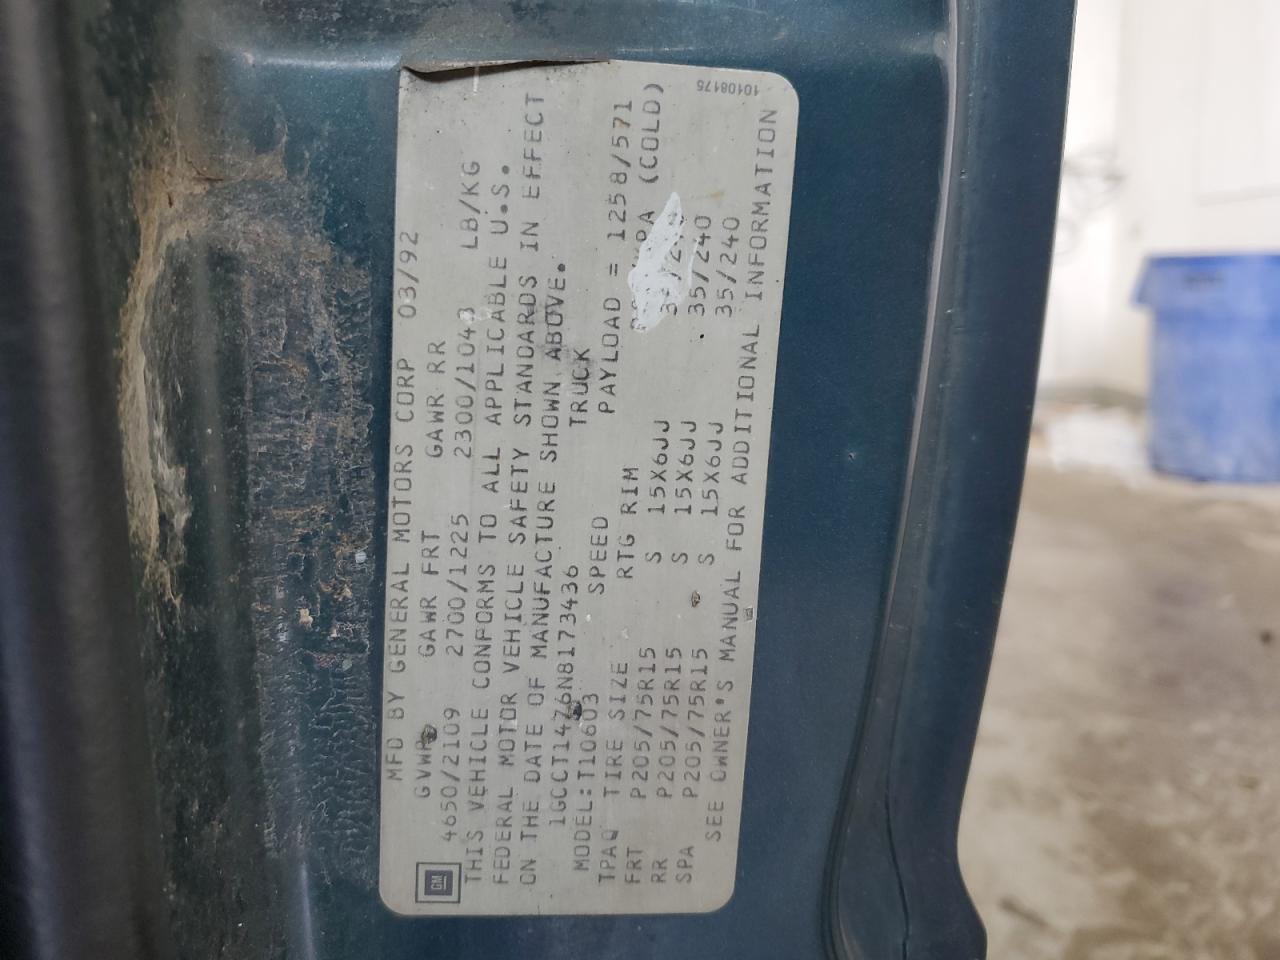 MFD BY GENERAL MOTORS CORP 03/92
GVWR GAWR FRT GAWR RR
4650/2109 2700/1225 2300/1043 LB/KG
THIS VEHICLE CONFORMS TO ALL APPLICABLE U.S.
FEDERAL MOTOR VEHICLE SAFETY STANDARDS IN EFFECT
ON THE DATE OF MANUFACTURE SHOWN ABOVE.
1GCCT14Z6N8173436 TRUCK
MODEL:T10603
TPAQ SPEED PAYLOAD = 1258/571
TIRE SIZE RTG RIM (COLD)
FRT P205/75R15 S 15X6JJ
RR P205/75R15 S 15X6JJ 35/240
SPA P205/75R15 S 15X6JJ 35/240
SEE OWNER'S MANUAL FOR ADDITIONAL INFORMATION
GM
10108175